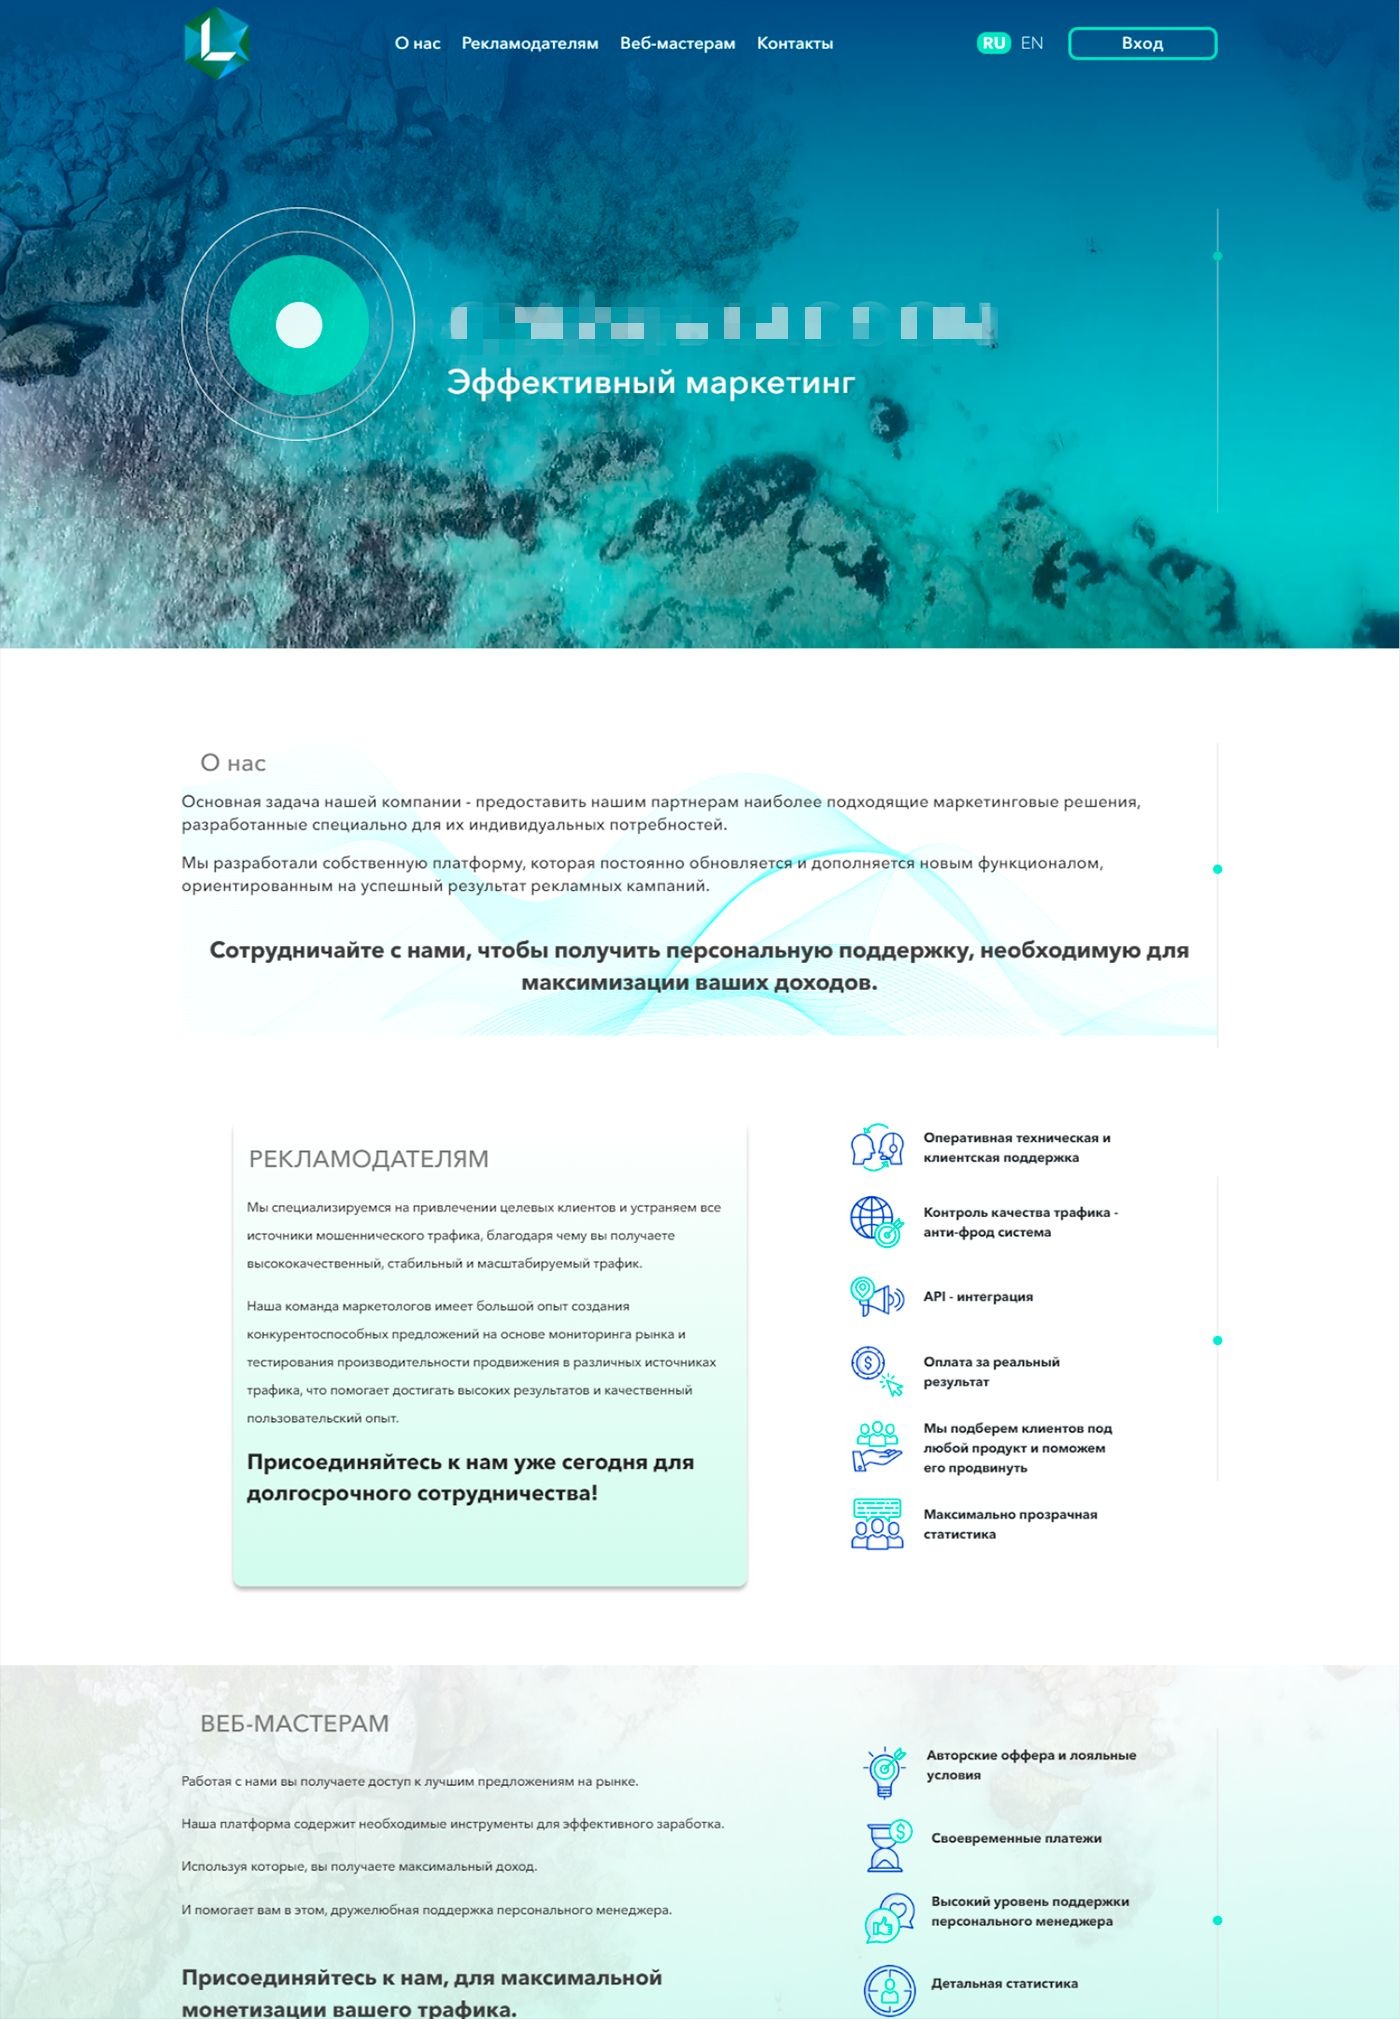 L
О нас Рекламодателям Веб-мастерам Контакты RU EN Вход
Эффективный маркетинг
О нас
Основная задача нашей компании - предоставить нашим партнерам наиболее подходящие маркетинговые решения,
разработанные специально для их индивидуальных потребностей.
Мы разработали собственную платформу, которая постоянно обновляется и дополняется новым функционалом,
ориентированным на успешный результат рекламных кампаний.
Сотрудничайте с нами, чтобы получить персональную поддержку, необходимую для
максимизации ваших доходов.
РЕКЛАМОДАТЕЛЯМ
Мы специализируемся на привлечении целевых клиентов и устраняем все
источники мошеннического трафика, благодаря чему вы получаете
высококачественный, стабильный и масштабируемый трафик.
Наша команда маркетологов имеет большой опыт создания
конкурентоспособных предложений на основе мониторинга рынка и
тестирования производительности продвижения в различных источниках
трафика, что помогает достигать высоких результатов и качественный
пользовательский опыт.
Присоединяйтесь к нам уже сегодня для
долгосрочного сотрудничества!
Оперативная техническая и
клиентская поддержка
Контроль качества трафика -
анти-фрод система
API - интеграция
Оплата за реальный
результат
Мы подберем клиентов под
любой продукт и поможем
его продвинуть
Максимально прозрачная
статистика
ВЕБ-МАСТЕРАМ
Работая с нами вы получаете доступ к лучшим предложениям на рынке.
Наша платформа содержит необходимые инструменты для эффективного заработка.
Используя которые, вы получаете максимальный доход.
И помогает вам в этом, дружелюбная поддержка персонального менеджера.
Присоединяйтесь к нам, для максимальной
монетизации вашего трафика.
Авторские оффера и лояльные
условия
Своевременные платежи
Высокий уровень поддержки
персонального менеджера
Детальная статистика